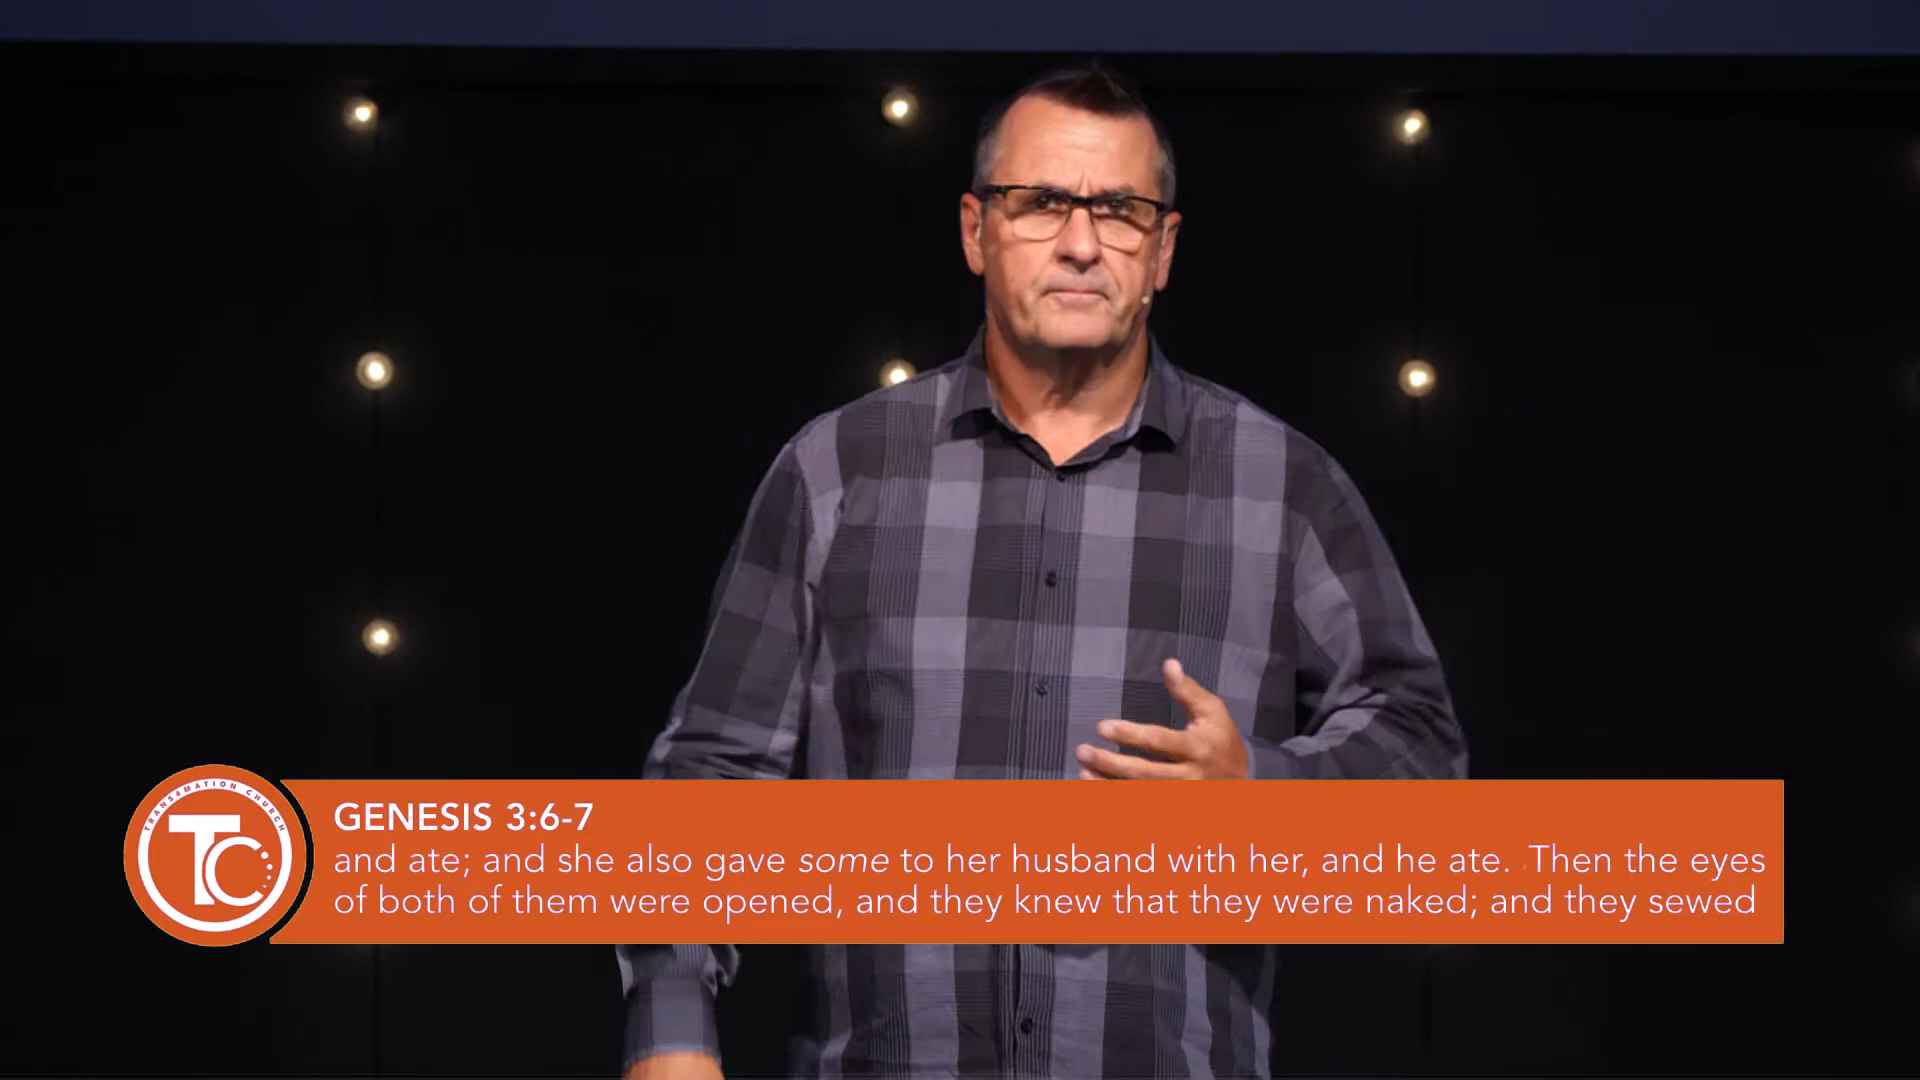 TRANS4MATION CHURCH
TC
GENESIS 3:6-7
and ate; and she also gave some to her husband with her, and he ate. Then the eyes
of both of them were opened, and they knew that they were naked; and they sewed